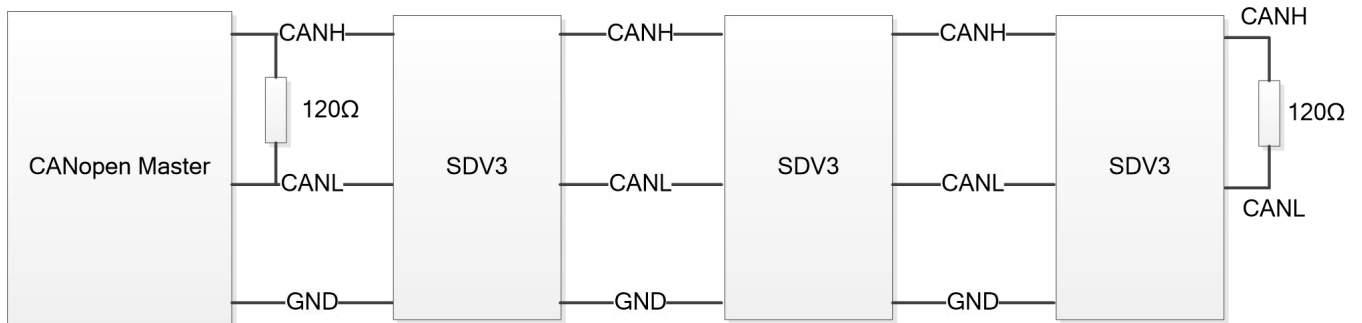 CANH CANH CANH CANH
120Ω 120Ω
CANopen Master SDV3 SDV3 SDV3
CANL CANL CANL CANL
GND GND GND